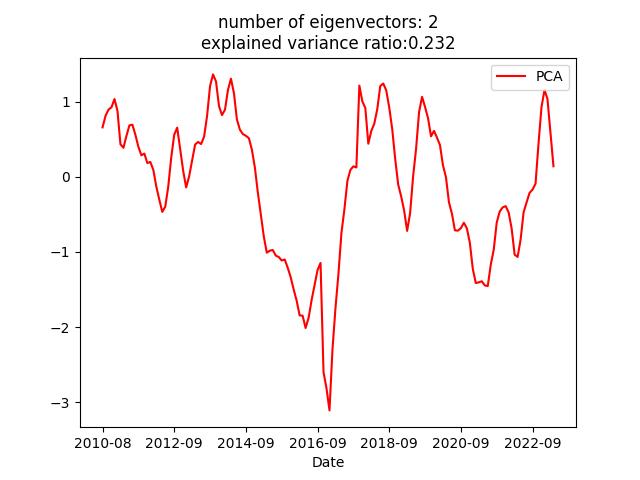 number of eigenvectors: 2
explained variance ratio:0.232
PCA
1
0
−1
−2
−3
2010-08 2012-09 2014-09 2016-09 2018-09 2020-09 2022-09
Date